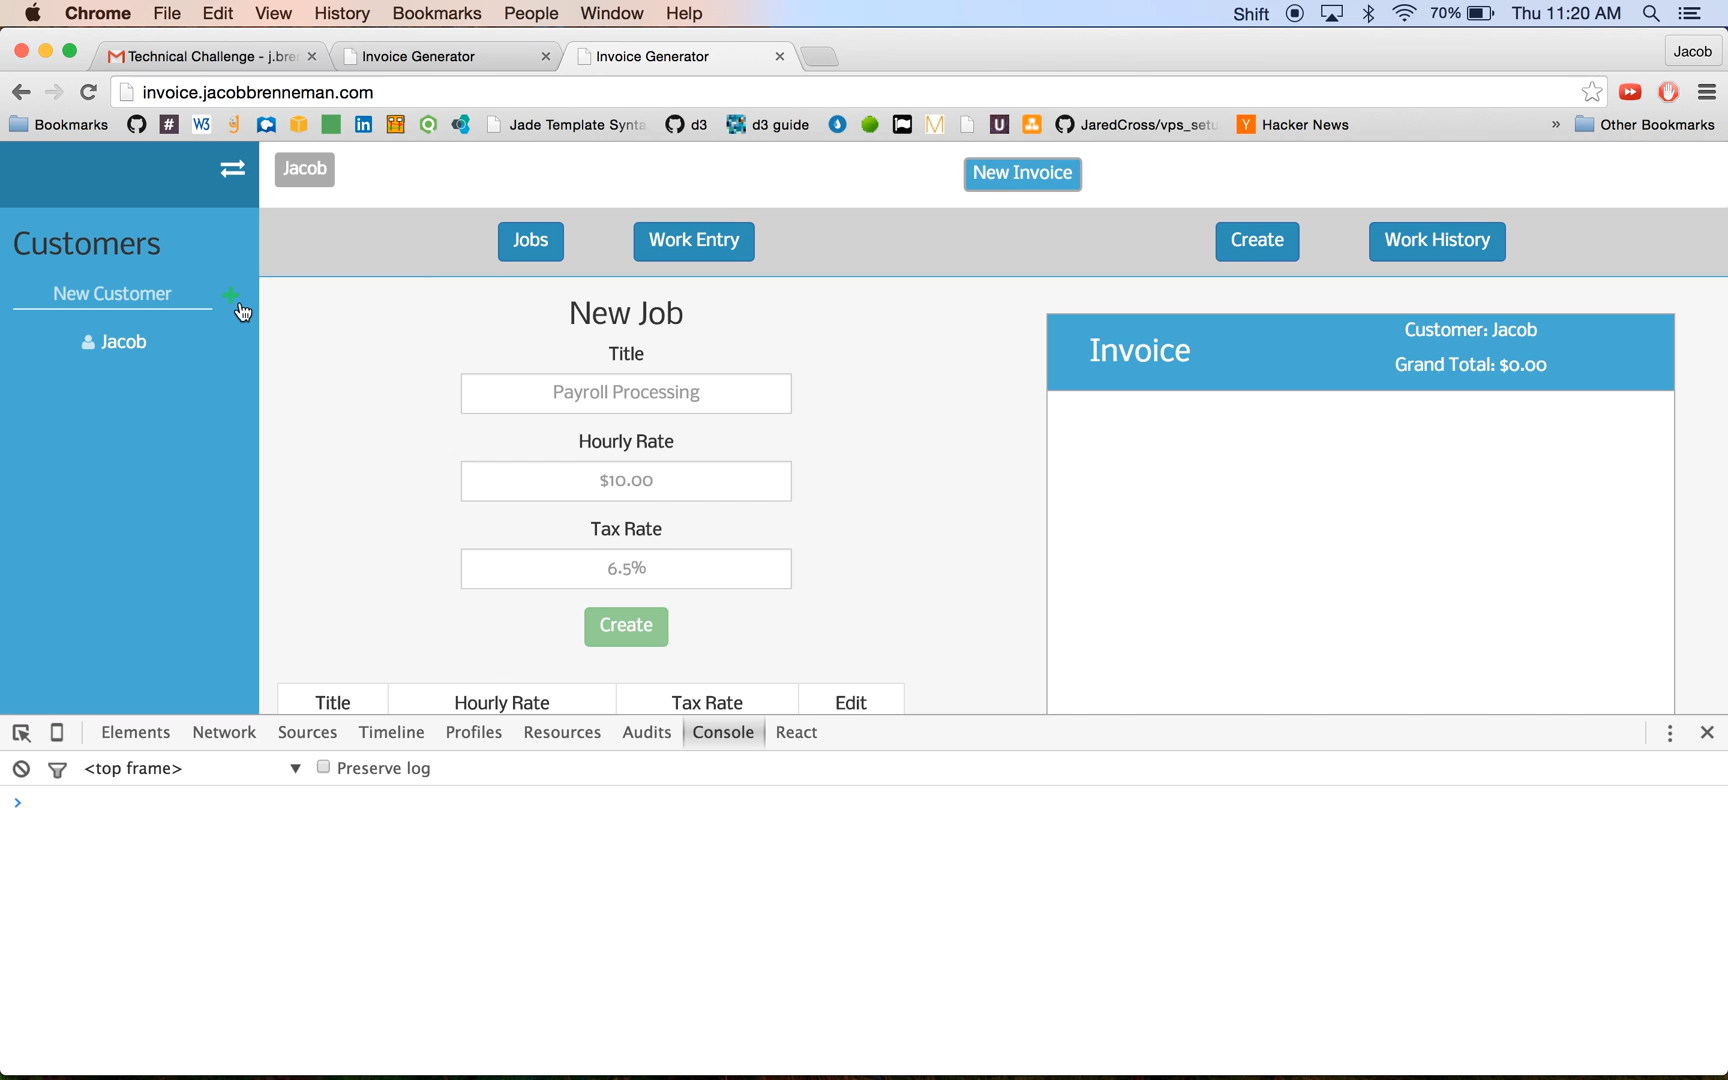 Chrome File Edit View History Bookmarks People Window Help Shift 70% Thu 11:20 AM
Technical Challenge - j.bre Invoice Generator Invoice Generator Jacob
invoice.jacobbrenneman.com
Bookmarks # W3 in Jade Template Synta d3 d3 guide M U JaredCross/vps_setu Y Hacker News » Other Bookmarks
Jacob New Invoice
Customers
Jobs Work Entry Create Work History
New Customer
Jacob
New Job
Title
Payroll Processing
Hourly Rate
$10.00
Tax Rate
6.5%
Create
Title Hourly Rate Tax Rate Edit
Invoice
Customer: Jacob
Grand Total: $0.00
Elements Network Sources Timeline Profiles Resources Audits Console React
<top frame> Preserve log
>